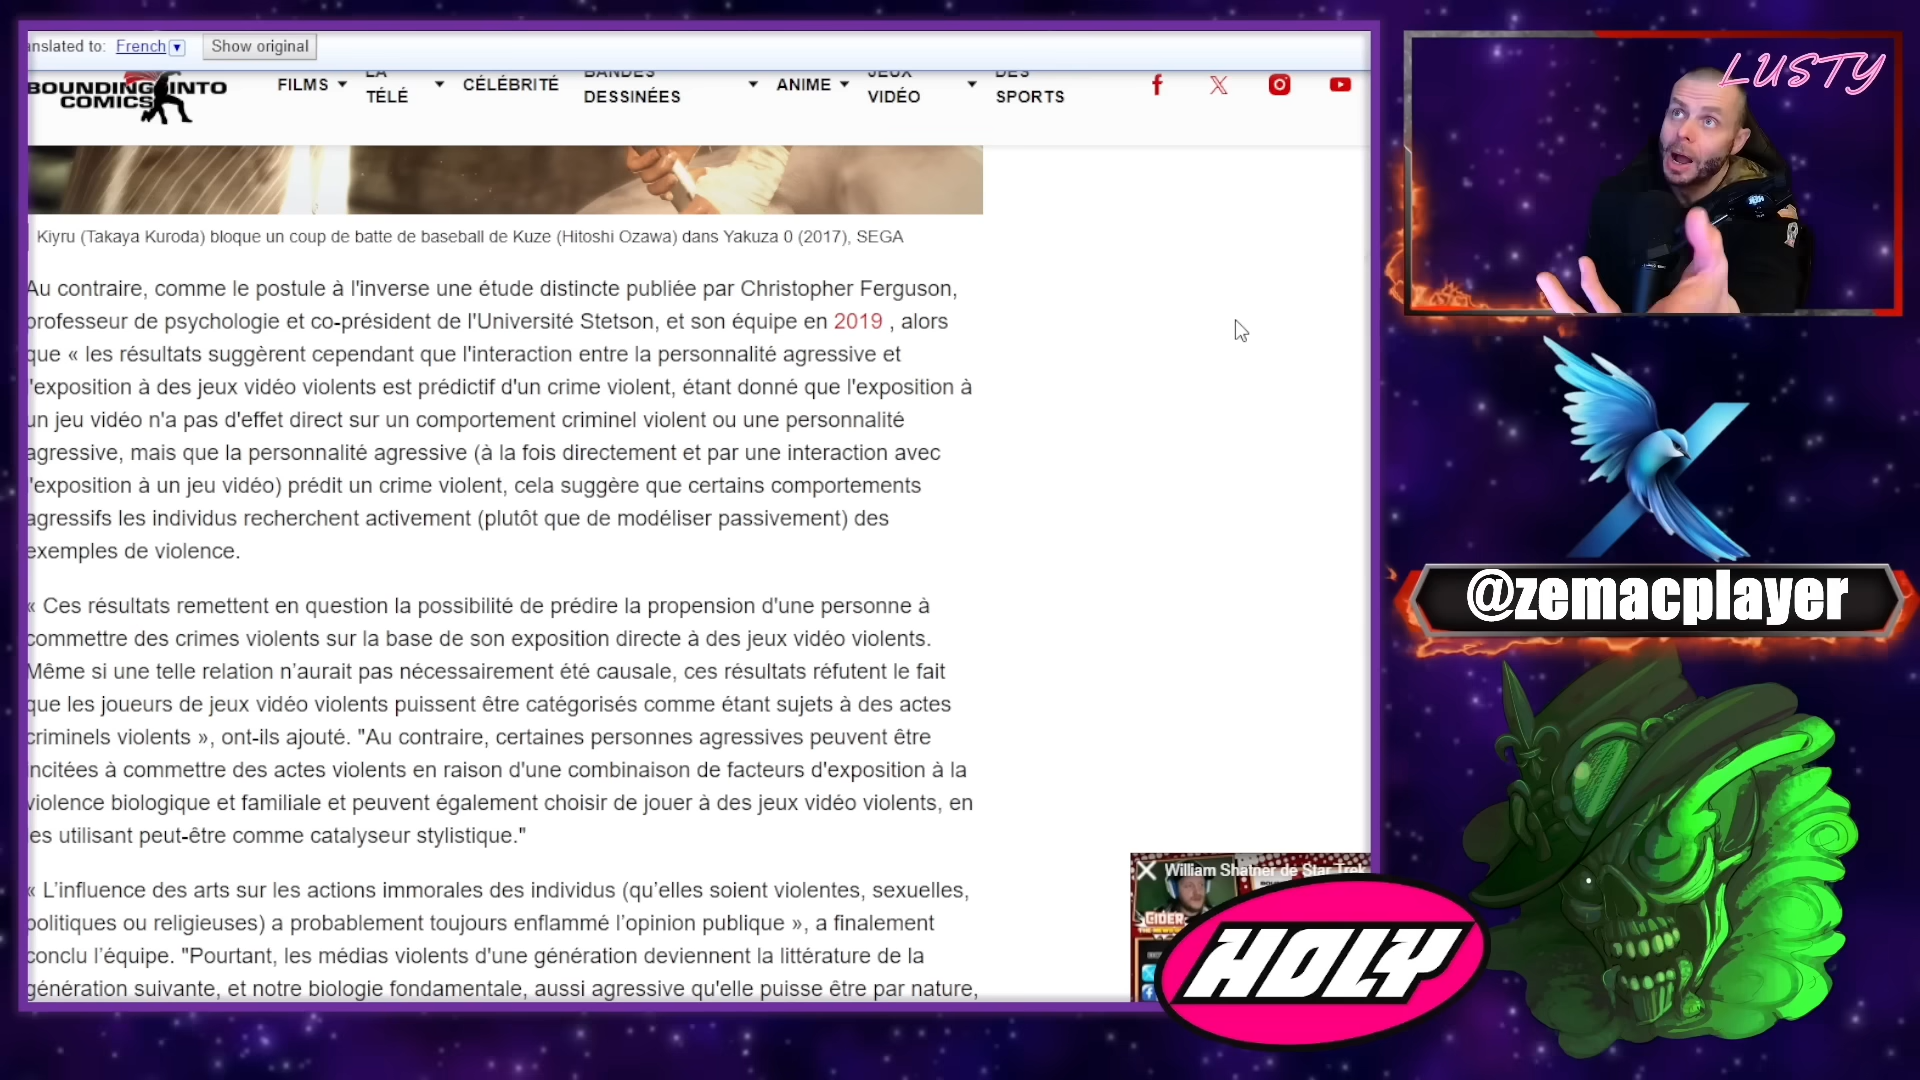 anslated to: French Show original
BOUNDING INTO
COMICS
FILMS
LA
TÉLÉ
CÉLÉBRITÉ
BANDES
DESSINÉES
ANIME
JEUX
VIDÉO
DES
SPORTS
Kiyru (Takaya Kuroda) bloque un coup de batte de baseball de Kuze (Hitoshi Ozawa) dans Yakuza 0 (2017), SEGA
Au contraire, comme le postule à l'inverse une étude distincte publiée par Christopher Ferguson,
professeur de psychologie et co-président de l'Université Stetson, et son équipe en 2019 , alors
que « les résultats suggèrent cependant que l'interaction entre la personnalité agressive et
l'exposition à des jeux vidéo violents est prédictif d'un crime violent, étant donné que l'exposition à
un jeu vidéo n'a pas d'effet direct sur un comportement criminel violent ou une personnalité
agressive, mais que la personnalité agressive (à la fois directement et par une interaction avec
l'exposition à un jeu vidéo) prédit un crime violent, cela suggère que certains comportements
agressifs les individus recherchent activement (plutôt que de modéliser passivement) des
exemples de violence.
« Ces résultats remettent en question la possibilité de prédire la propension d'une personne à
commettre des crimes violents sur la base de son exposition directe à des jeux vidéo violents.
Même si une telle relation n’aurait pas nécessairement été causale, ces résultats réfutent le fait
que les joueurs de jeux vidéo violents puissent être catégorisés comme étant sujets à des actes
criminels violents », ont-ils ajouté. "Au contraire, certaines personnes agressives peuvent être
incitées à commettre des actes violents en raison d'une combinaison de facteurs d'exposition à la
violence biologique et familiale et peuvent également choisir de jouer à des jeux vidéo violents, en
les utilisant peut-être comme catalyseur stylistique."
« L’influence des arts sur les actions immorales des individus (qu’elles soient violentes, sexuelles,
politiques ou religieuses) a probablement toujours enflammé l’opinion publique », a finalement
conclu l’équipe. "Pourtant, les médias violents d'une génération deviennent la littérature de la
génération suivante, et notre biologie fondamentale, aussi agressive qu'elle puisse être par nature,
William Shatner de Star Trek
CIDER
HOLY
LUSTY
@zemacplayer